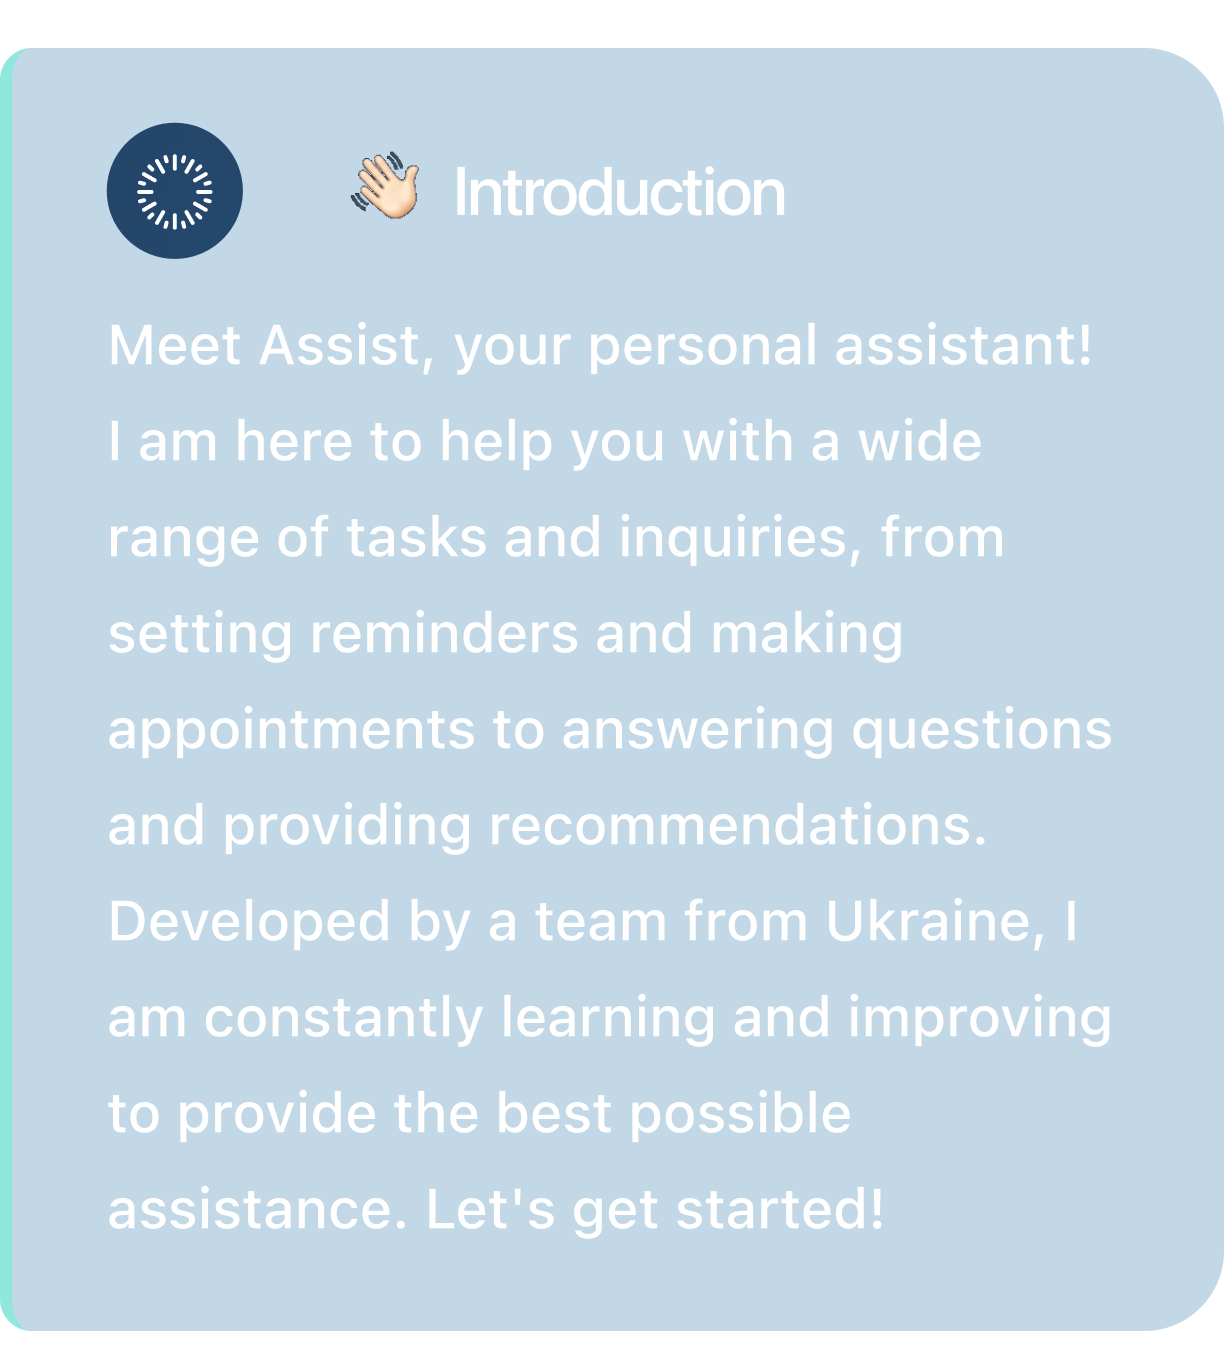 👋🏻 Introduction
Meet Assist, your personal assistant!
I am here to help you with a wide
range of tasks and inquiries, from
setting reminders and making
appointments to answering questions
and providing recommendations.
Developed by a team from Ukraine, I
am constantly learning and improving
to provide the best possible
assistance. Let's get started!